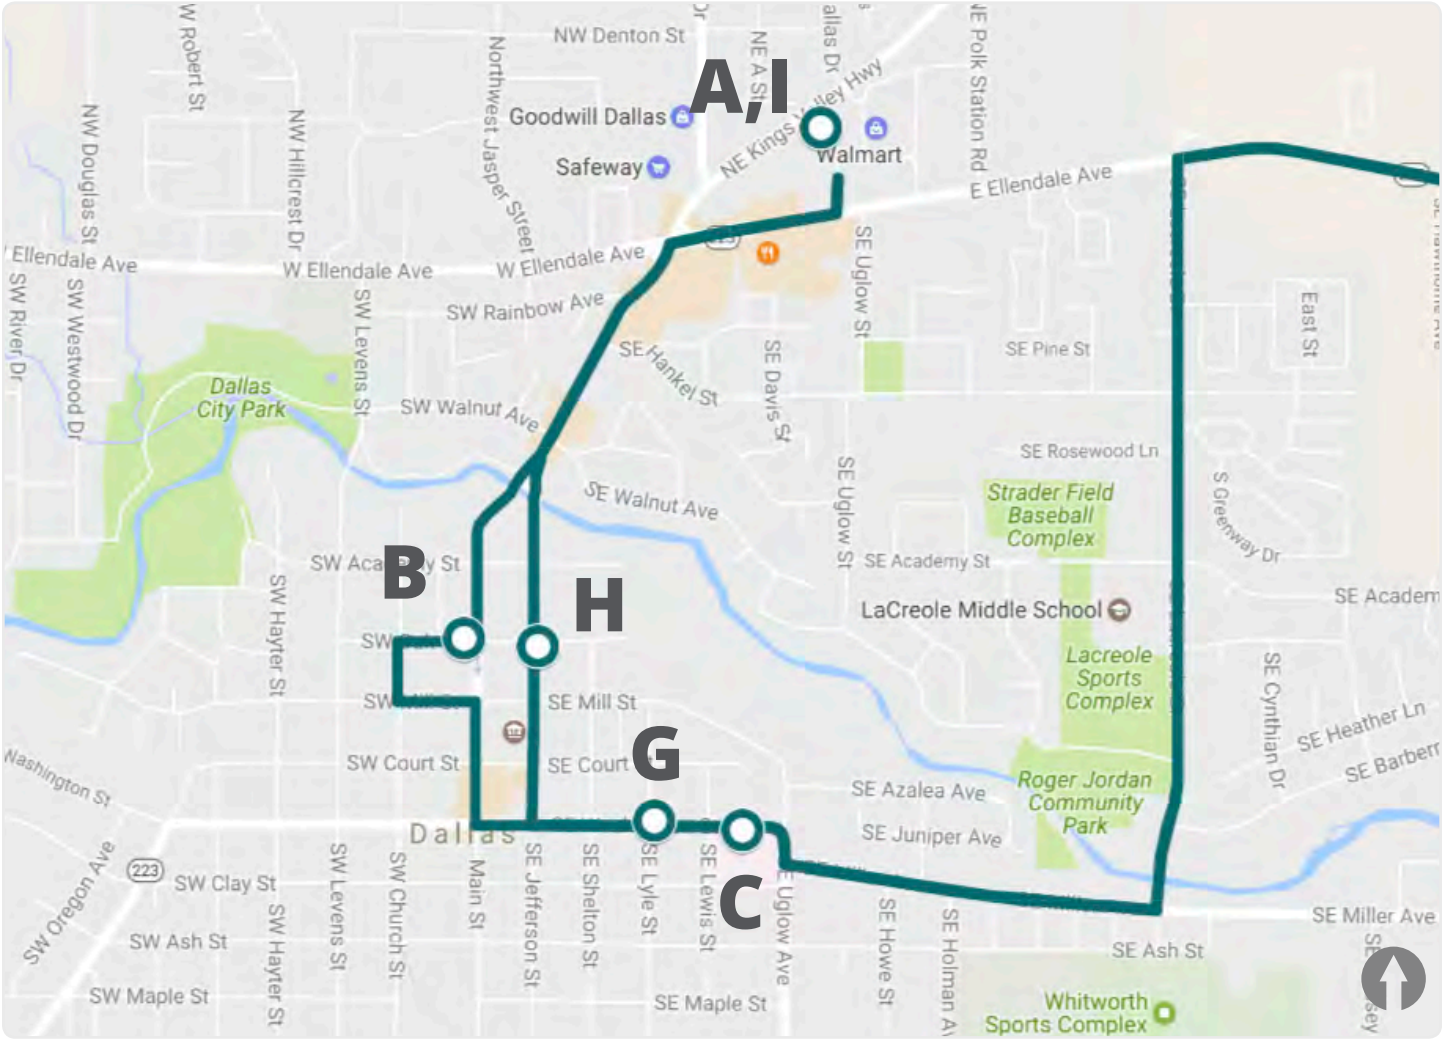 W Robert St
NW Denton St
NE A St
NE Polk Station Rd
A,I
Goodwill Dallas
Walmart
Safeway
NW Douglas St
NW Hillcrest Dr
Northwest Jasper Street
E Ellendale Ave
Ellendale Ave
W Ellendale Ave
W Ellendale Ave
SW River Dr
SW Westwood Dr
SW Levens St
SW Rainbow Ave
SE Hankel St
SE Davis St
SE Uglow St
SE Pine St
East St
Dallas
City Park
SW Walnut Ave
SE Walnut Ave
SE Uglow St
SE Rosewood Ln
Strader Field
Baseball
Complex
S Greenway Dr
SE Academy St
B
H
SW Hayter St
LaCreole Middle School
SE Academ
Lacreole
Sports
Complex
SE Cynthian Dr
SE Heather Ln
SE Barberr
SE Mill St
SW Court St
SE Court
G
Washington St
SE Azalea Ave
Roger Jordan
Community
Park
SE Juniper Ave
Dallas
C
223
SW Oregon Ave
SW Clay St
SW Ash St
SW Maple St
SW Hayter St
SW Levens St
SW Church St
Main St
SE Jefferson St
SE Shelton St
SE Lyle St
SE Lewis St
Uglow Ave
SE Howe St
SE Holman
SE Miller Ave
SE Ash St
SE Maple St
Whitworth
Sports Complex